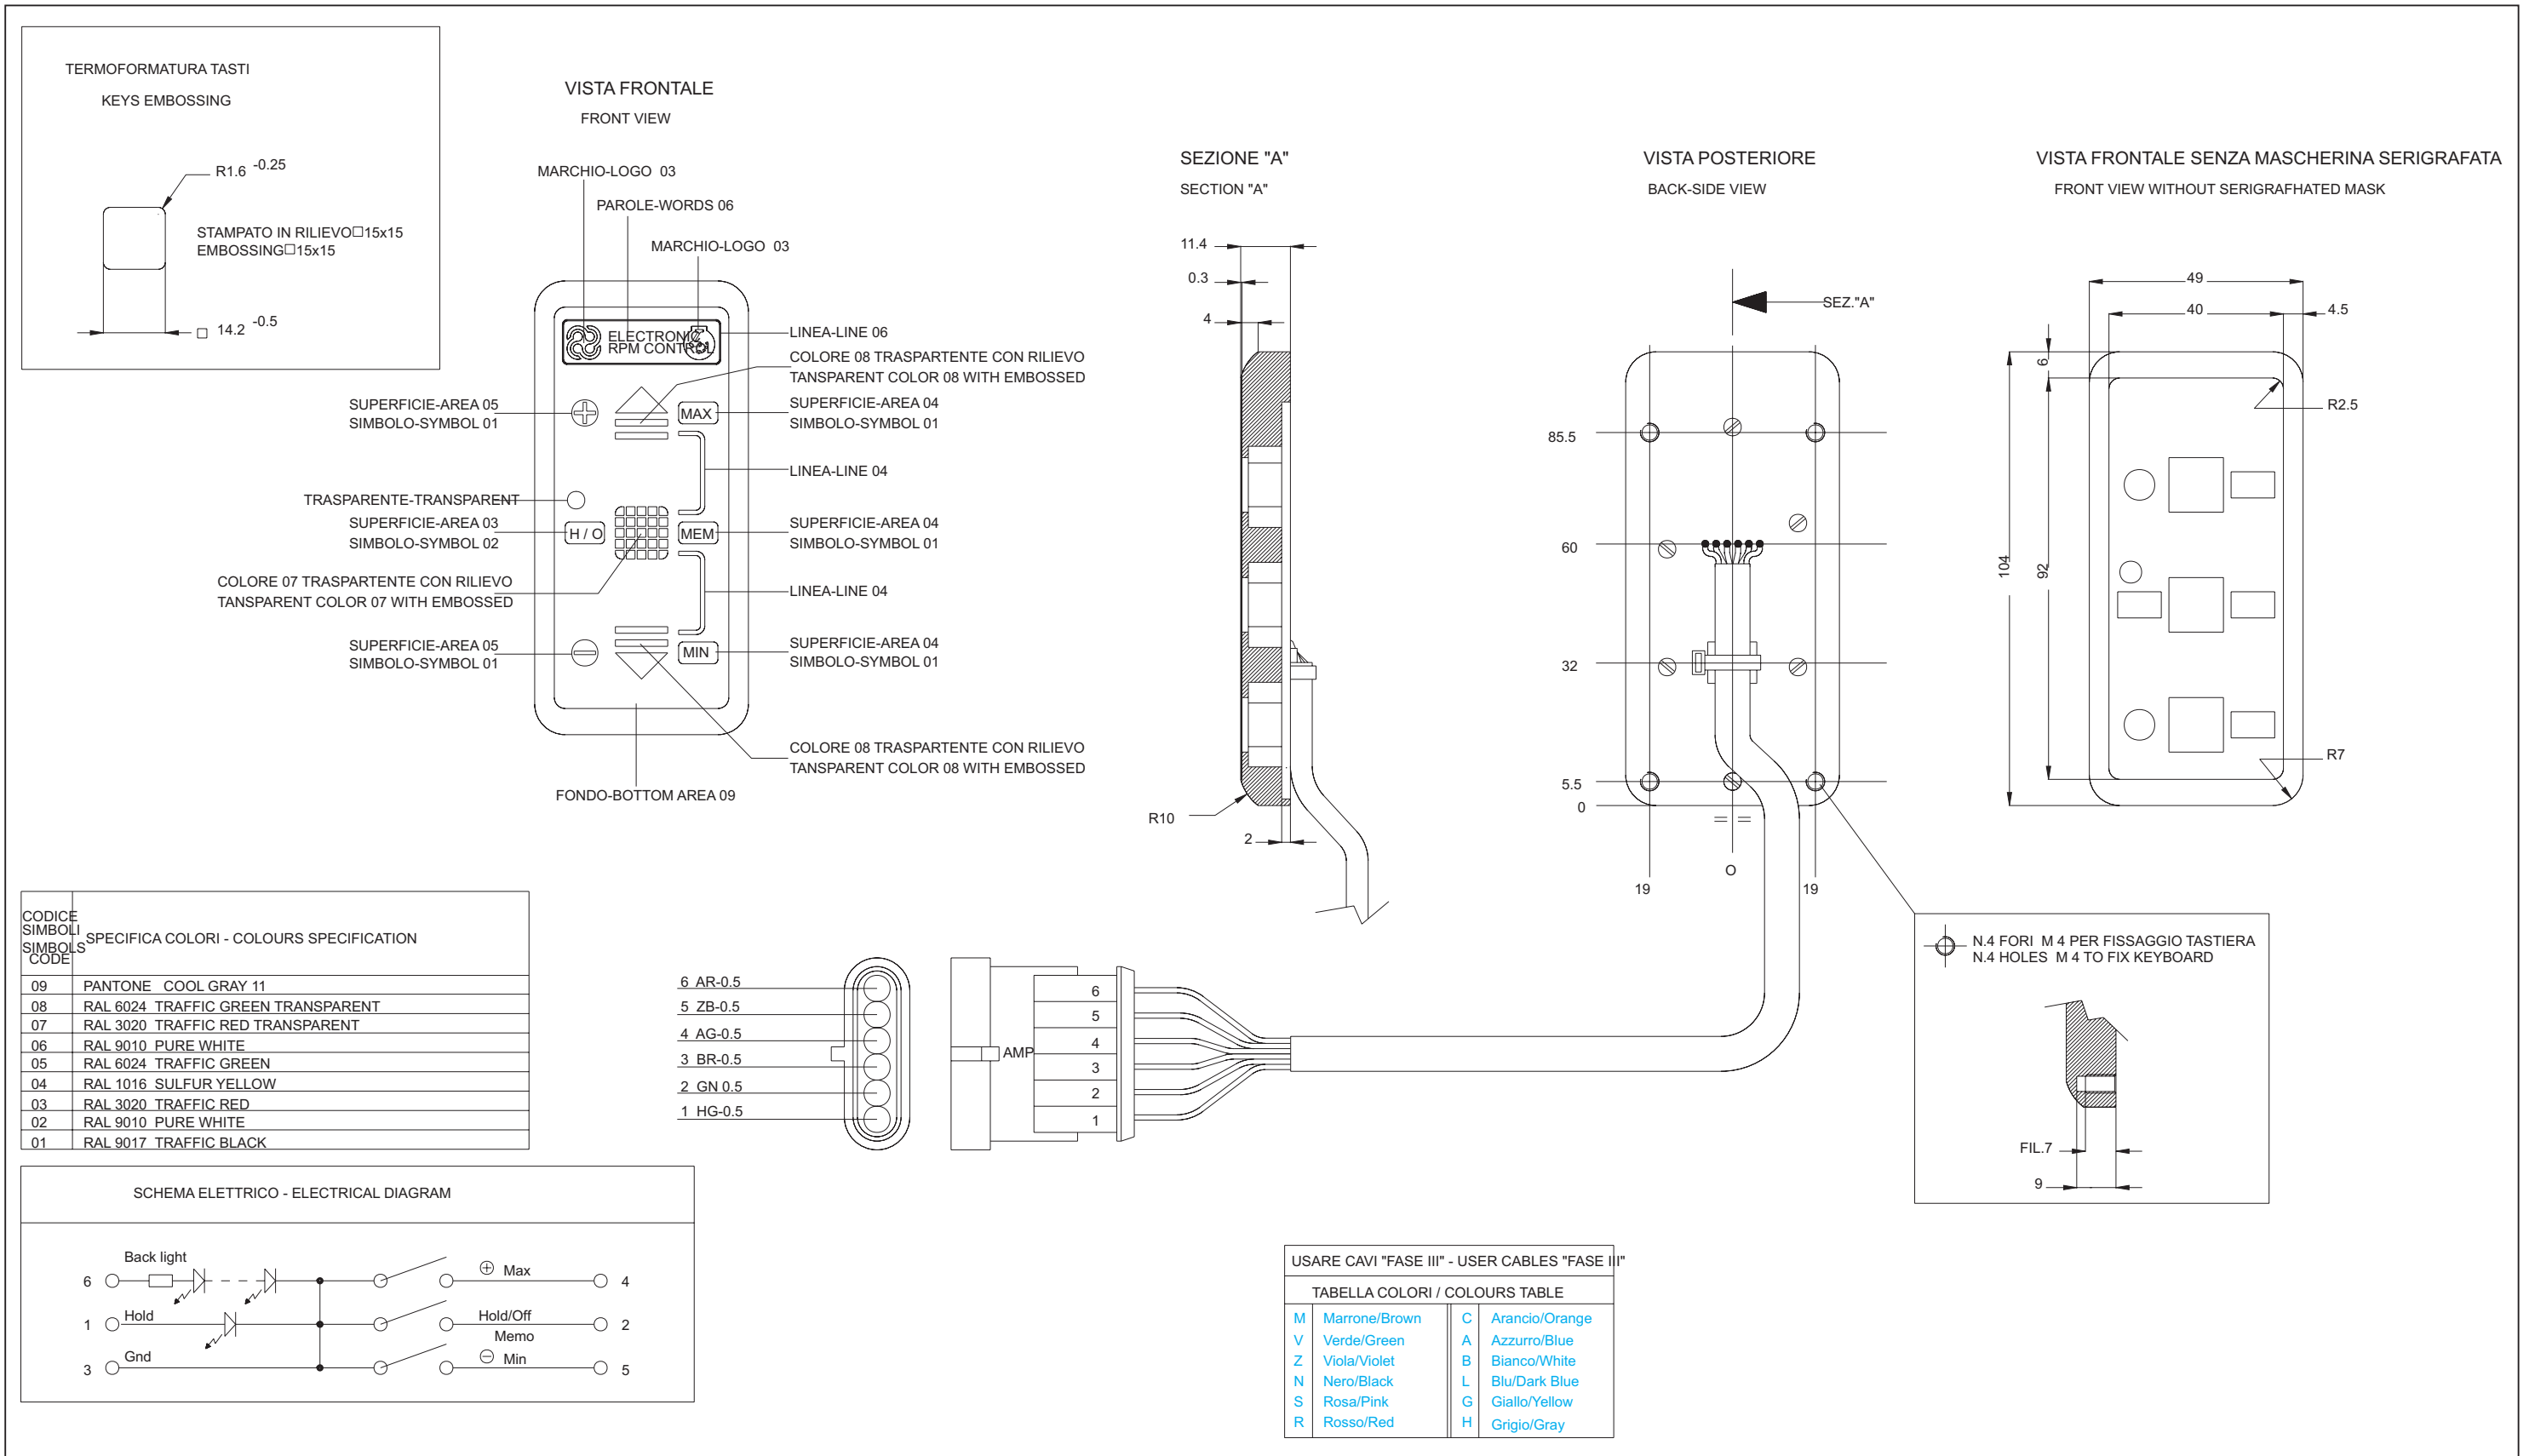 TERMOFORMATURA TASTI
KEYS EMBOSSING
R1.6 -0.25
STAMPATO IN RILIEVO□15x15
EMBOSSING□15x15
□ 14.2 -0.5
VISTA FRONTALE
FRONT VIEW
MARCHIO-LOGO 03
PAROLE-WORDS 06
MARCHIO-LOGO 03
ELECTRONIC
RPM CONTROL
LINEA-LINE 06
COLORE 08 TRASPARTENTE CON RILIEVO
TANSPARENT COLOR 08 WITH EMBOSSED
SUPERFICIE-AREA 05
SIMBOLO-SYMBOL 01
MAX
SUPERFICIE-AREA 04
SIMBOLO-SYMBOL 01
LINEA-LINE 04
TRASPARENTE-TRANSPARENT
SUPERFICIE-AREA 03
SIMBOLO-SYMBOL 02
H / O
MEM
SUPERFICIE-AREA 04
SIMBOLO-SYMBOL 01
COLORE 07 TRASPARTENTE CON RILIEVO
TANSPARENT COLOR 07 WITH EMBOSSED
LINEA-LINE 04
SUPERFICIE-AREA 05
SIMBOLO-SYMBOL 01
MIN
SUPERFICIE-AREA 04
SIMBOLO-SYMBOL 01
COLORE 08 TRASPARTENTE CON RILIEVO
TANSPARENT COLOR 08 WITH EMBOSSED
FONDO-BOTTOM AREA 09
SEZIONE "A"
SECTION "A"
11.4
0.3
4
R10
2
VISTA POSTERIORE
BACK-SIDE VIEW
SEZ."A"
85.5
60
32
5.5
0
19
O
19
VISTA FRONTALE SENZA MASCHERINA SERIGRAFATA
FRONT VIEW WITHOUT SERIGRAFHATED MASK
49
40
4.5
6
R2.5
104
92
R7
N.4 FORI M 4 PER FISSAGGIO TASTIERA
N.4 HOLES M 4 TO FIX KEYBOARD
FIL.7
9
CODICE
SIMBOLI
SIMBOLS
CODE
SPECIFICA COLORI - COLOURS SPECIFICATION
09 PANTONE COOL GRAY 11
08 RAL 6024 TRAFFIC GREEN TRANSPARENT
07 RAL 3020 TRAFFIC RED TRANSPARENT
06 RAL 9010 PURE WHITE
05 RAL 6024 TRAFFIC GREEN
04 RAL 1016 SULFUR YELLOW
03 RAL 3020 TRAFFIC RED
02 RAL 9010 PURE WHITE
01 RAL 9017 TRAFFIC BLACK
6 AR-0.5
5 ZB-0.5
4 AG-0.5
3 BR-0.5
2 GN 0.5
1 HG-0.5
AMP
6
5
4
3
2
1
SCHEMA ELETTRICO - ELECTRICAL DIAGRAM
Back light
6 ⊕ Max 4
Hold
1 Hold/Off 2
Memo
Gnd
3 ⊖ Min 5
USARE CAVI "FASE III" - USER CABLES "FASE III"
TABELLA COLORI / COLOURS TABLE
M Marrone/Brown C Arancio/Orange
V Verde/Green A Azzurro/Blue
Z Viola/Violet B Bianco/White
N Nero/Black L Blu/Dark Blue
S Rosa/Pink G Giallo/Yellow
R Rosso/Red H Grigio/Gray